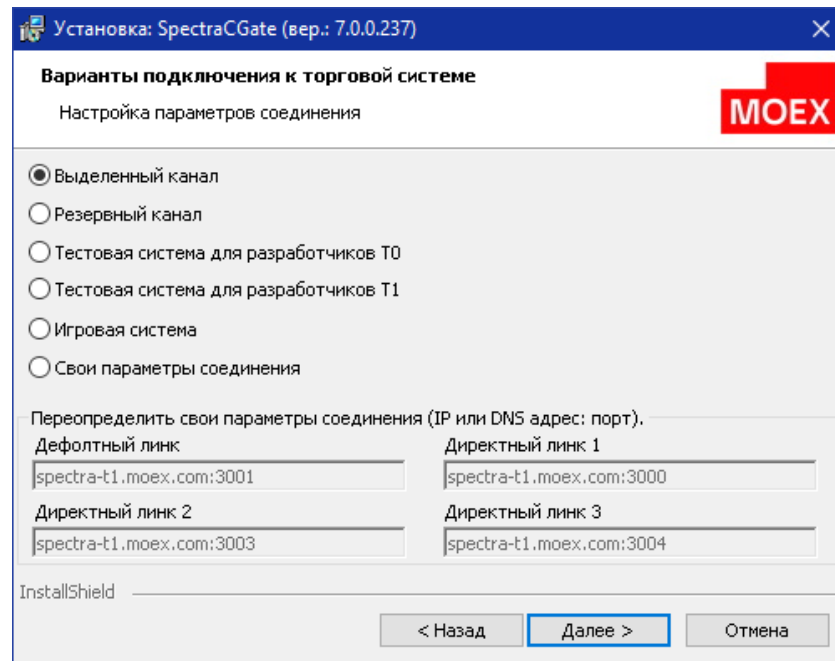 Установка: SpectraCGate (вер.: 7.0.0.237)
Варианты подключения к торговой системе
Настройка параметров соединения
MOEX
Выделенный канал
Резервный канал
Тестовая система для разработчиков T0
Тестовая система для разработчиков T1
Игровая система
Свои параметры соединения
Переопределить свои параметры соединения (IP или DNS адрес: порт).
Дефолтный линк
Директный линк 1
spectra-t1.moex.com:3001
spectra-t1.moex.com:3000
Директный линк 2
Директный линк 3
spectra-t1.moex.com:3003
spectra-t1.moex.com:3004
InstallShield
< Назад
Далее >
Отмена